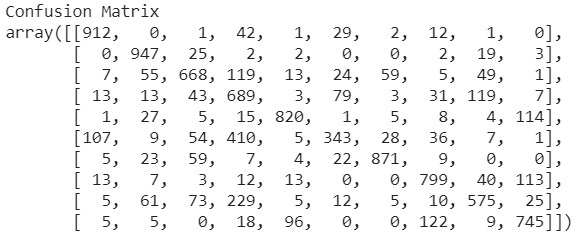 Confusion Matrix
array([[912, 0, 1, 42, 1, 29, 2, 12, 1, 0],
[ 0, 947, 25, 2, 2, 0, 0, 2, 19, 3],
[ 7, 55, 668, 119, 13, 24, 59, 5, 49, 1],
[ 13, 13, 43, 689, 3, 79, 3, 31, 119, 7],
[ 1, 27, 5, 15, 820, 1, 5, 8, 4, 114],
[107, 9, 54, 410, 5, 343, 28, 36, 7, 1],
[ 5, 23, 59, 7, 4, 22, 871, 9, 0, 0],
[ 13, 7, 3, 12, 13, 0, 0, 799, 40, 113],
[ 5, 61, 73, 229, 5, 12, 5, 10, 575, 25],
[ 5, 5, 0, 18, 96, 0, 0, 122, 9, 745]])